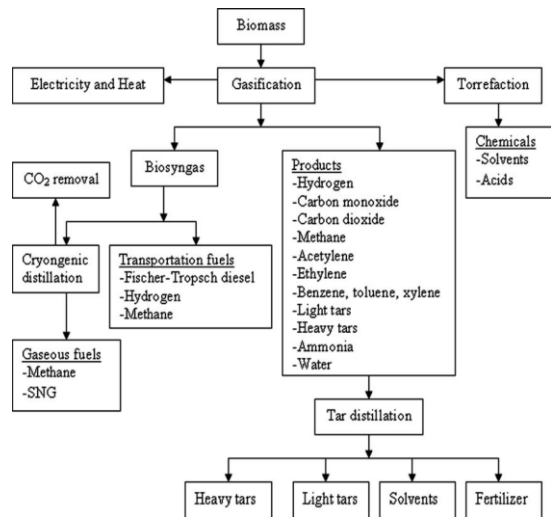 Biomass
Electricity and Heat
Gasification
Torrefaction
Biosyngas
CO₂ removal
Products
-Hydrogen
-Carbon monoxide
-Carbon dioxide
-Methane
-Acetylene
-Ethylene
-Benzene, toluene, xylene
-Light tars
-Heavy tars
-Ammonia
-Water
Chemicals
-Solvents
-Acids
Cryongenic
distillation
Transportation fuels
-Fischer-Tropsch diesel
-Hydrogen
-Methane
Gaseous fuels
-Methane
-SNG
Tar distillation
Heavy tars
Light tars
Solvents
Fertilizer